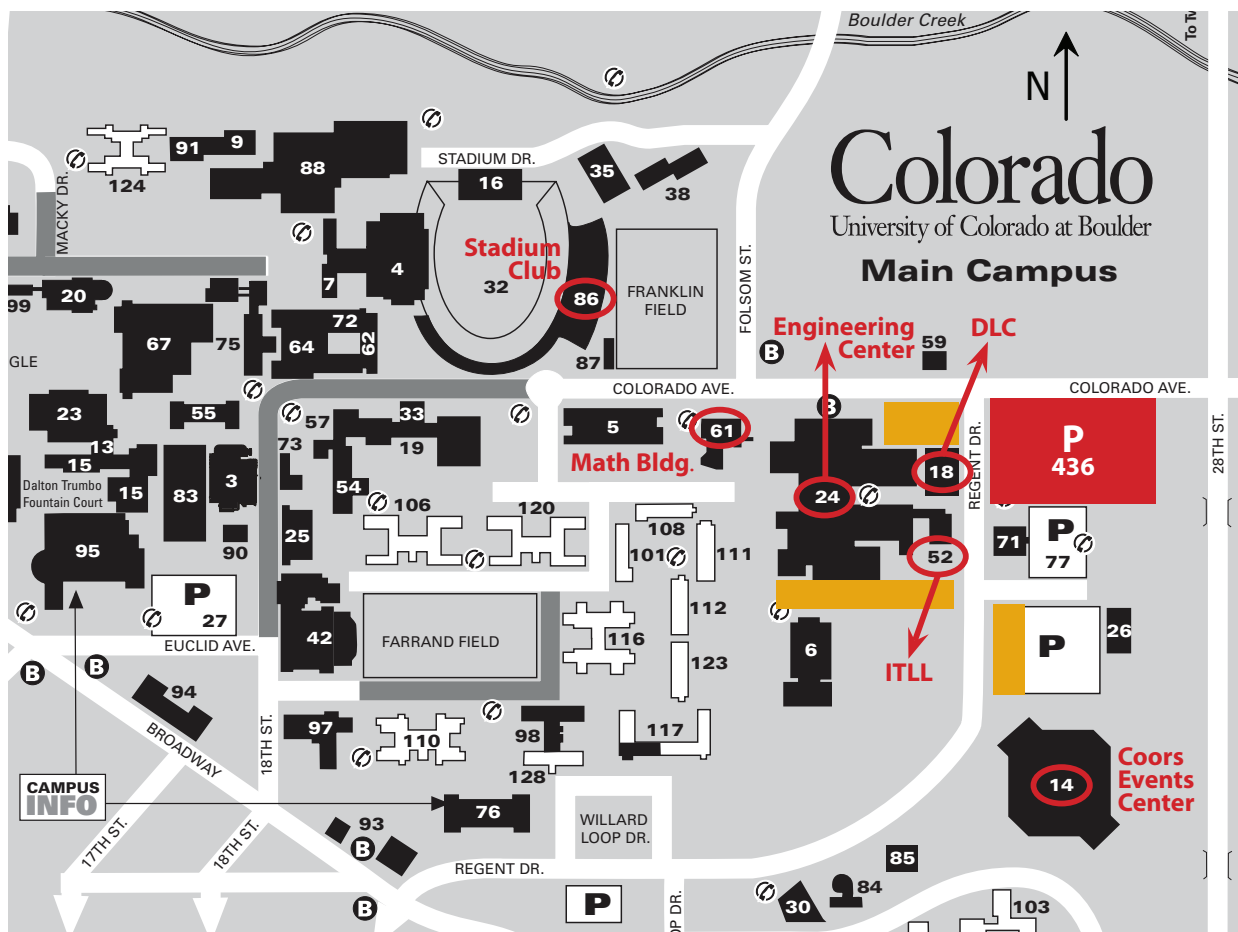 Boulder Creek
To Tw
N
Colorado
University of Colorado at Boulder
Main Campus
91
9
124
88
STADIUM DR.
16
35
38
MACKY DR.
Stadium
Club
4
7
32
86
FRANKLIN
FIELD
FOLSOM ST.
99
20
67
75
64
72
62
87
B
Engineering
Center
59
DLC
GLE
COLORADO AVE.
COLORADO AVE.
23
55
57
33
19
5
61
Math Bldg.
B
REGENT DR.
P
436
28TH ST.
13
15
73
15
Dalton Trumbo
Fountain Court
83
3
54
18
24
106
120
108
95
90
25
101
111
52
71
P
77
P
27
112
EUCLID AVE.
42
FARRAND FIELD
116
6
P
26
B
B
123
ITLL
94
18TH ST.
97
110
98
117
BROADWAY
128
Coors
Events
Center
14
CAMPUS
INFO
76
WILLARD
LOOP DR.
17TH ST.
18TH ST.
93
B
REGENT DR.
85
84
B
P
OP DR.
30
103